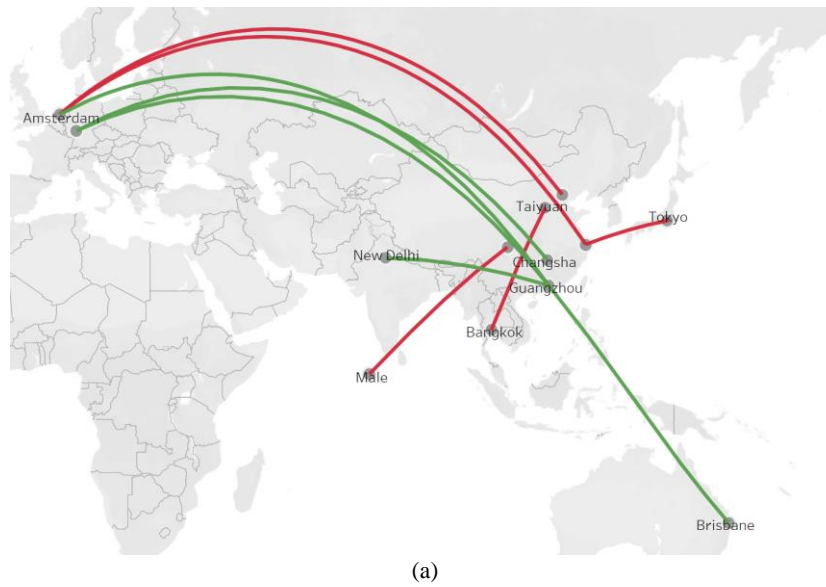 Amsterdam
Taiyuan
Tokyo
New Delhi
Changsha
Guangzhou
Bangkok
Male
Brisbane
(a)